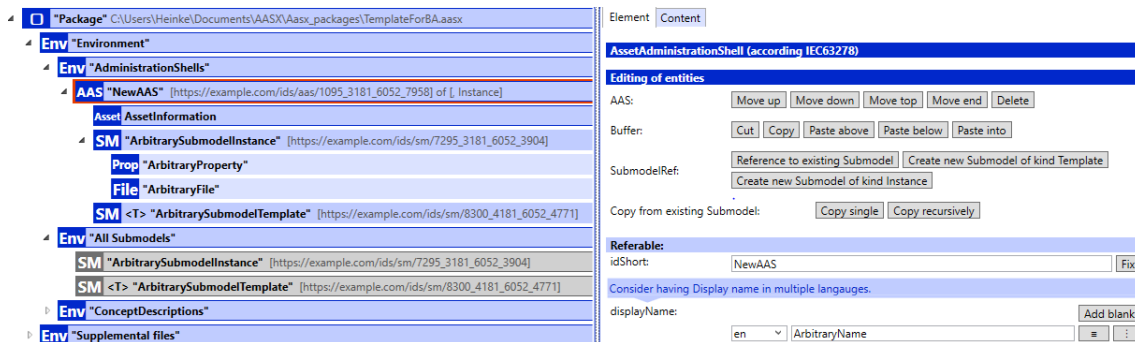 "Package" C:\Users\Heinke\Documents\AASX\Aasx_packages\TemplateForBA.aasx
Env "Environment"
Env "AdministrationShells"
AAS "NewAAS" [https://example.com/ids/aas/1095_3181_6052_7958] of [, Instance]
Asset AssetInformation
SM "ArbitrarySubmodelInstance" [https://example.com/ids/sm/7295_3181_6052_3904]
Prop "ArbitraryProperty"
File "ArbitraryFile"
SM <T> "ArbitrarySubmodelTemplate" [https://example.com/ids/sm/8300_4181_6052_4771]
Env "All Submodels"
SM "ArbitrarySubmodelInstance" [https://example.com/ids/sm/7295_3181_6052_3904]
SM <T> "ArbitrarySubmodelTemplate" [https://example.com/ids/sm/8300_4181_6052_4771]
Env "ConceptDescriptions"
Env "Supplemental files"
Element Content
AssetAdministrationShell (according IEC63278)
Editing of entities
AAS: Move up Move down Move top Move end Delete
Buffer: Cut Copy Paste above Paste below Paste into
SubmodelRef: Reference to existing Submodel Create new Submodel of kind Template
Create new Submodel of kind Instance
Copy from existing Submodel: Copy single Copy recursively
Referable:
idShort: NewAAS Fix
Consider having Display name in multiple langauges.
displayName: Add blank
en ArbitraryName